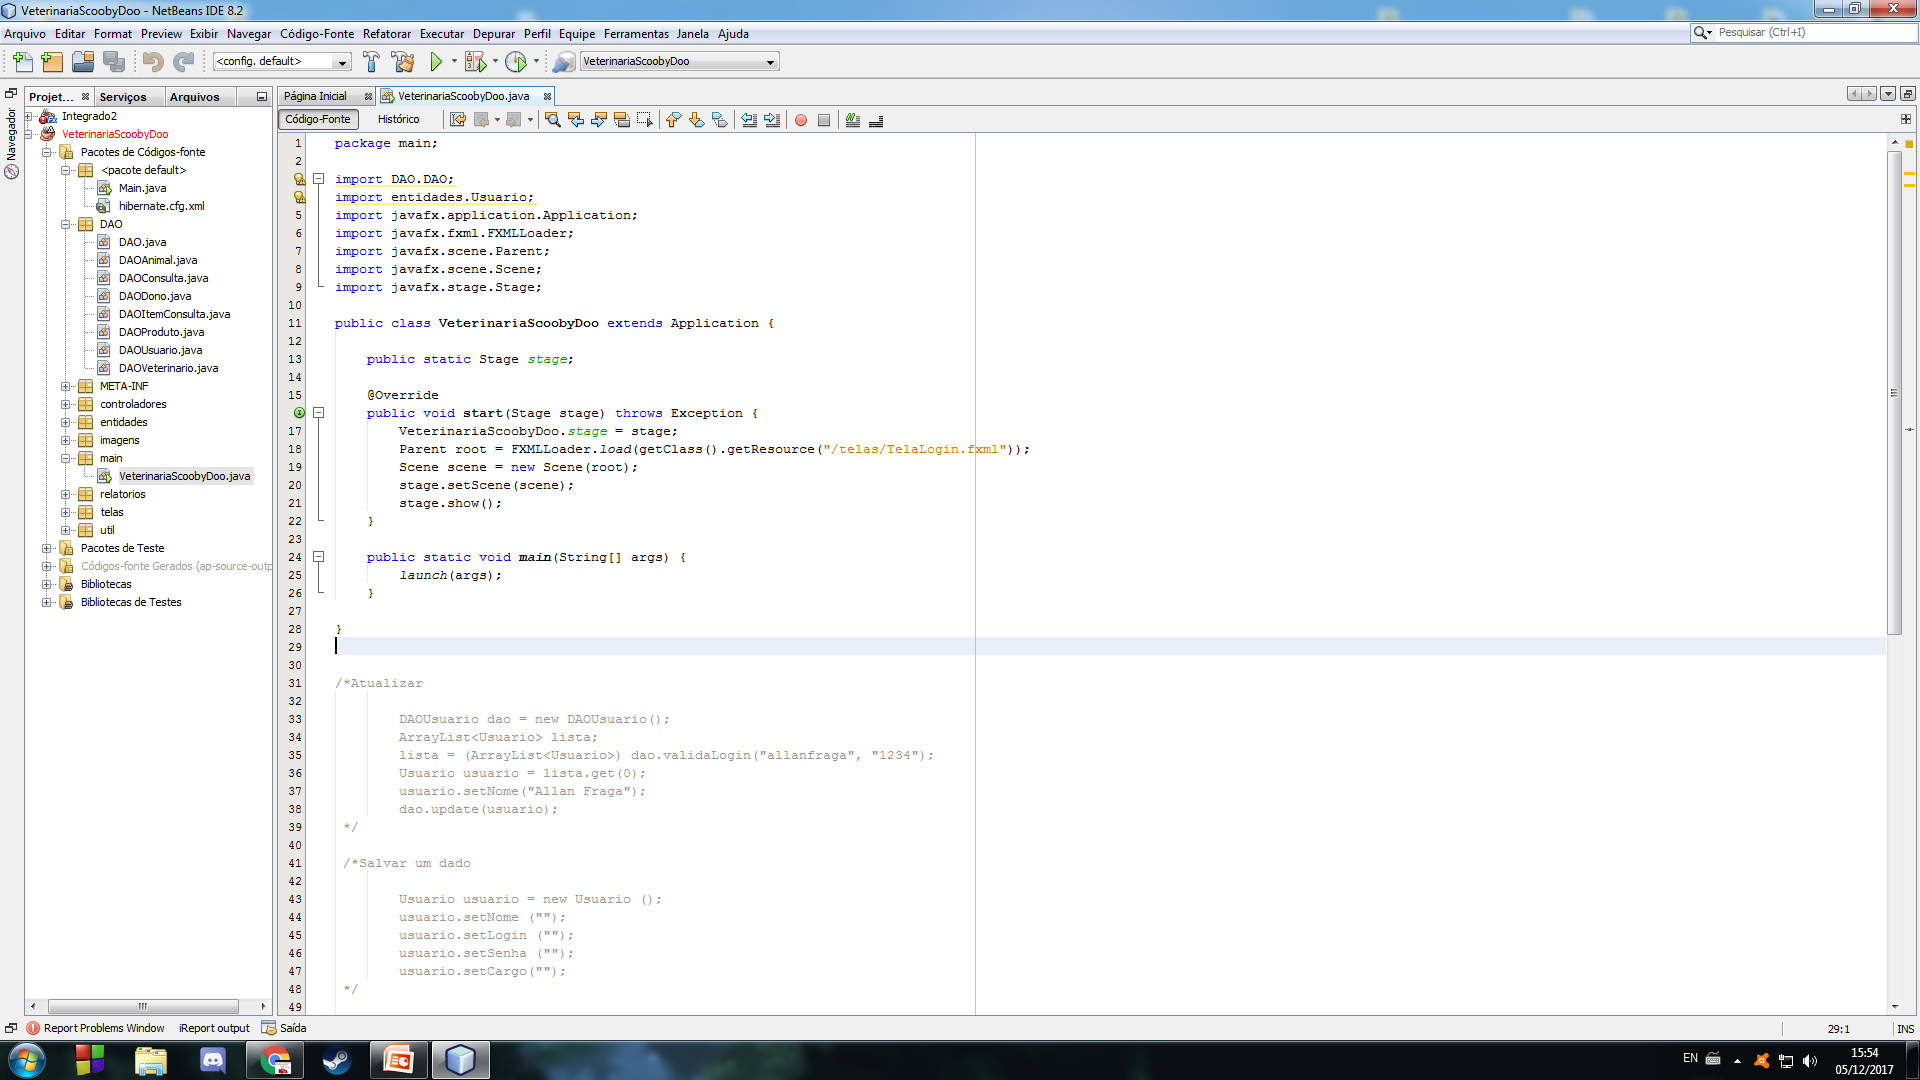 VeterinariaScoobyDoo - NetBeans IDE 8.2
Arquivo Editar Format Preview Exibir Navegar Código-Fonte Refatorar Executar Depurar Perfil Equipe Ferramentas Janela Ajuda
Pesquisar (Ctrl+I)
<config. default>
VeterinariaScoobyDoo
Projet... Serviços Arquivos
Página Inicial VeterinariaScoobyDoo.java
Código-Fonte Histórico
Navegador
Integrado2
VeterinariaScoobyDoo
Pacotes de Códigos-fonte
<pacote default>
Main.java
hibernate.cfg.xml
DAO
DAO.java
DAOAnimal.java
DAOConsulta.java
DAODono.java
DAOItemConsulta.java
DAOProduto.java
DAOUsuario.java
DAOVeterinario.java
META-INF
controladores
entidades
imagens
main
VeterinariaScoobyDoo.java
relatorios
telas
util
Pacotes de Teste
Códigos-fonte Gerados (ap-source-outp
Bibliotecas
Bibliotecas de Testes
1 package main;
2
import DAO.DAO;
import entidades.Usuario;
5 import javafx.application.Application;
6 import javafx.fxml.FXMLLoader;
7 import javafx.scene.Parent;
8 import javafx.scene.Scene;
9 import javafx.stage.Stage;
10
11 public class VeterinariaScoobyDoo extends Application {
12
13 public static Stage stage;
14
15 @Override
public void start(Stage stage) throws Exception {
17 VeterinariaScoobyDoo.stage = stage;
18 Parent root = FXMLLoader.load(getClass().getResource("/telas/TelaLogin.fxml"));
19 Scene scene = new Scene(root);
20 stage.setScene(scene);
21 stage.show();
22 }
23
24 public static void main(String[] args) {
25 launch(args);
26 }
27
28 }
29
30
31 /*Atualizar
32
33 DAOUsuario dao = new DAOUsuario();
34 ArrayList<Usuario> lista;
35 lista = (ArrayList<Usuario>) dao.validaLogin("allanfraga", "1234");
36 Usuario usuario = lista.get(0);
37 usuario.setNome("Allan Fraga");
38 dao.update(usuario);
39 */
40
41 /*Salvar um dado
42
43 Usuario usuario = new Usuario ();
44 usuario.setNome ("");
45 usuario.setLogin ("");
46 usuario.setSenha ("");
47 usuario.setCargo("");
48 */
49
Report Problems Window iReport output Saída
29:1 INS
EN
15:54
05/12/2017